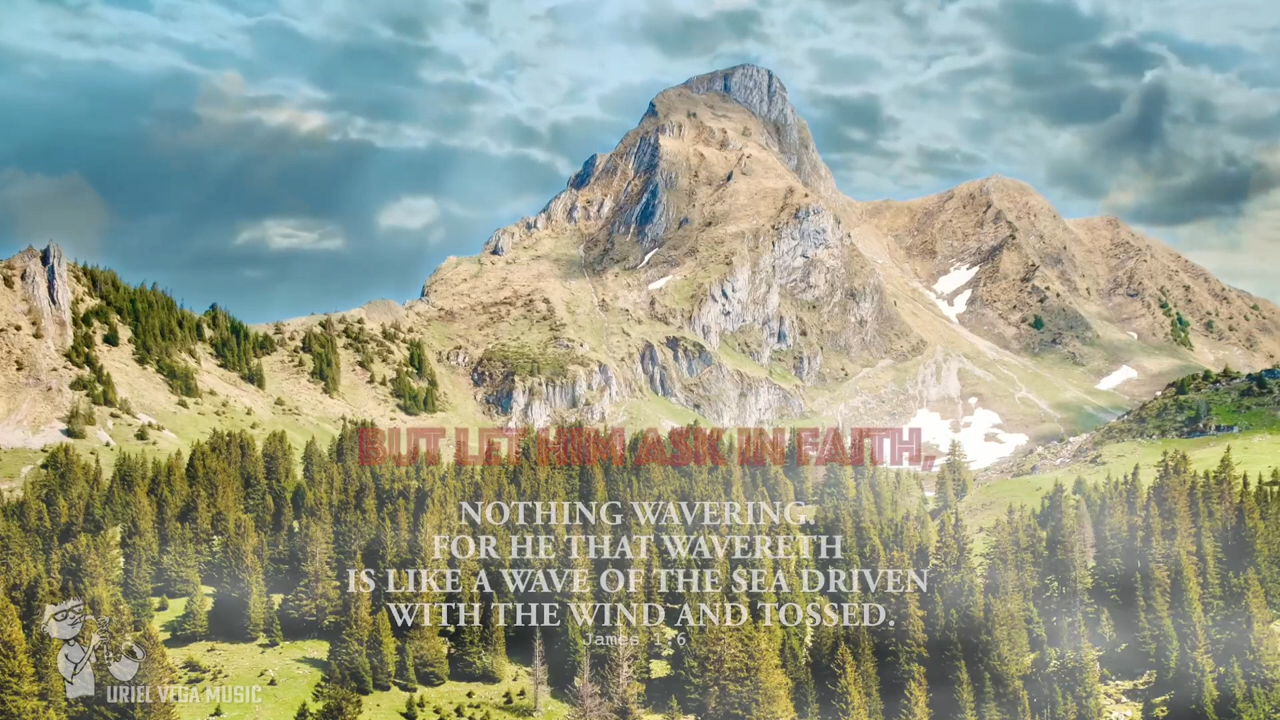 BUT LET HIM ASK IN FAITH,
NOTHING WAVERING.
FOR HE THAT WAVERETH
IS LIKE A WAVE OF THE SEA DRIVEN
WITH THE WIND AND TOSSED.
James 1:6
URIEL VEGA MUSIC